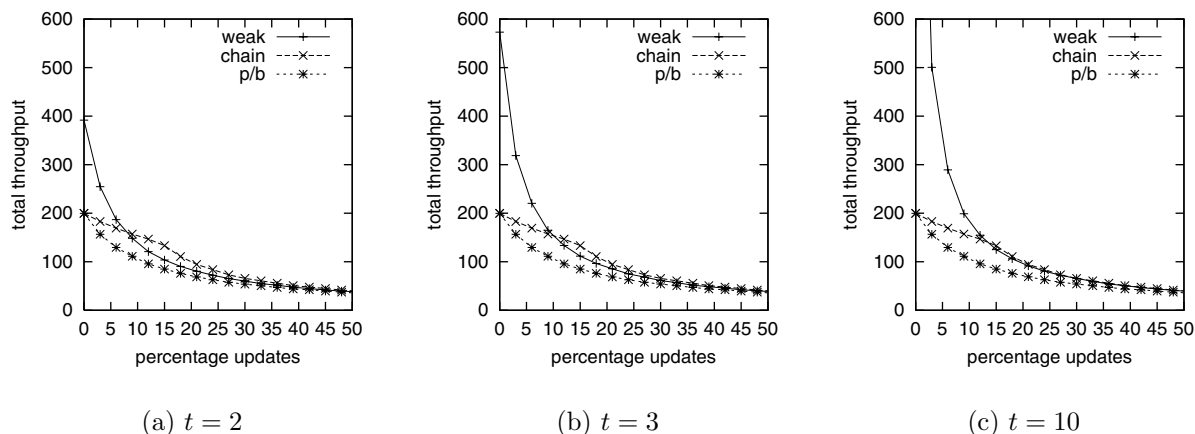 600
500
400
300
200
100
0
total throughput
weak
chain
p/b
0 5 10 15 20 25 30 35 40 45 50
percentage updates
(a) t = 2
600
500
400
300
200
100
0
total throughput
weak
chain
p/b
0 5 10 15 20 25 30 35 40 45 50
percentage updates
(b) t = 3
600
500
400
300
200
100
0
total throughput
weak
chain
p/b
0 5 10 15 20 25 30 35 40 45 50
percentage updates
(c) t = 10